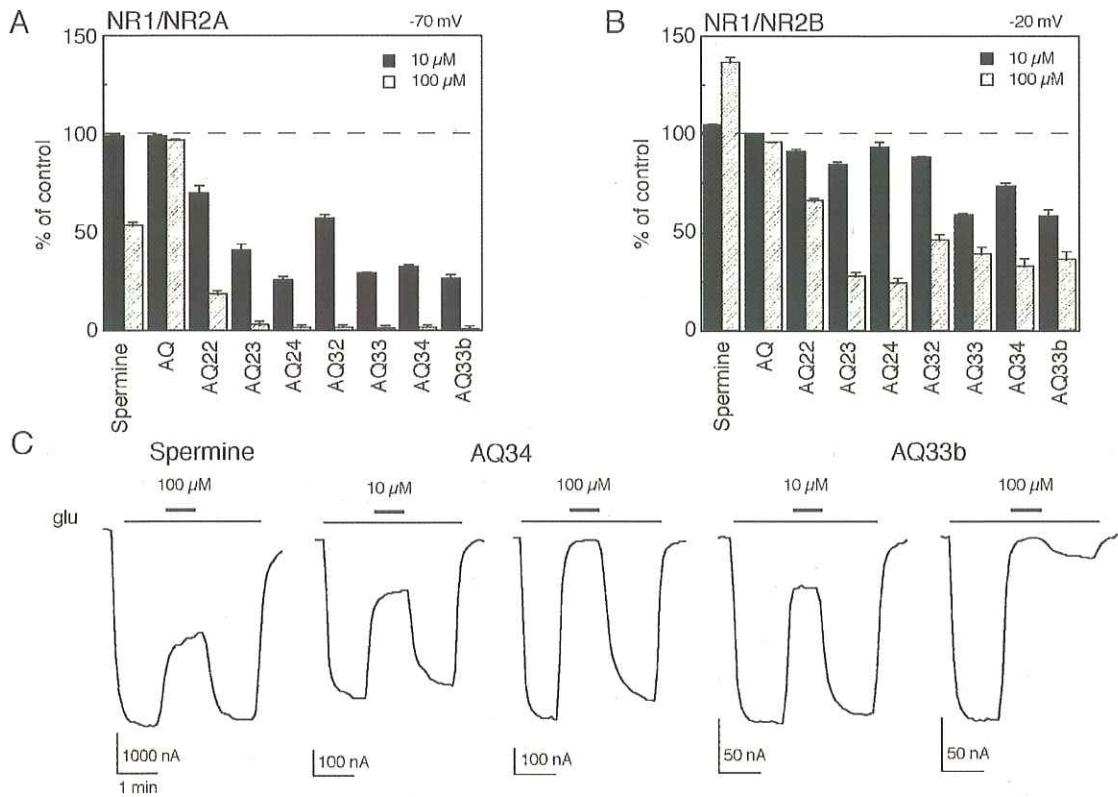 A
NR1/NR2A
-70 mV
150
100
50
0
% of control
10 µM
100 µM
Spermine
AQ
AQ22
AQ23
AQ24
AQ32
AQ33
AQ34
AQ33b
B
NR1/NR2B
-20 mV
150
100
50
0
% of control
10 µM
100 µM
Spermine
AQ
AQ22
AQ23
AQ24
AQ32
AQ33
AQ34
AQ33b
C
Spermine
AQ34
AQ33b
100 µM
10 µM
100 µM
10 µM
100 µM
glu
1000 nA
1 min
100 nA
100 nA
50 nA
50 nA